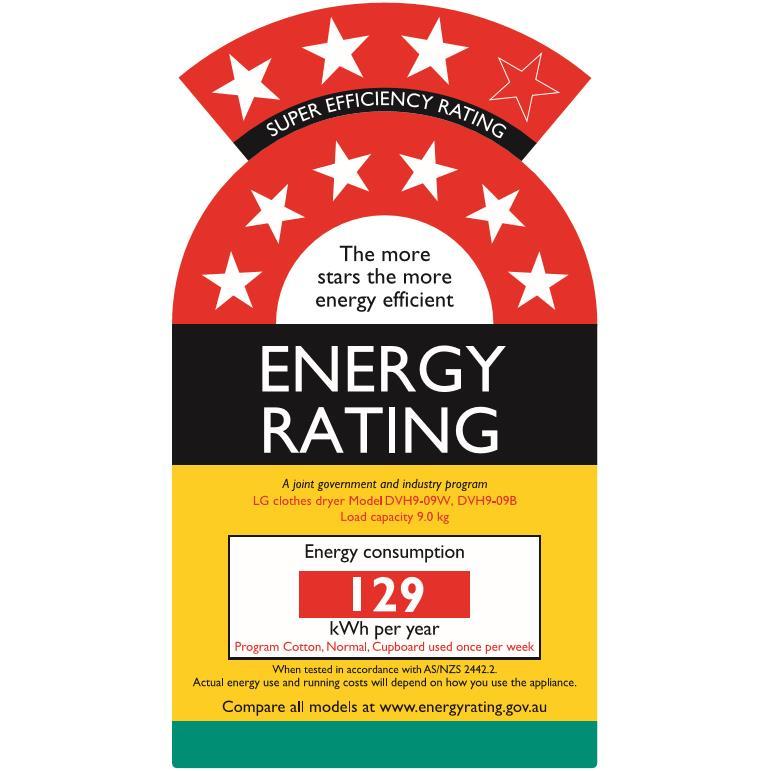 SUPER EFFICIENCY RATING
The more
stars the more
energy efficient
ENERGY
RATING
A joint government and industry program
LG clothes dryer Model DVH9-09W, DVH9-09B
Load capacity 9.0 kg
Energy consumption
129
kWh per year
Program Cotton, Normal, Cupboard used once per week
When tested in accordance with AS/NZS 2442.2.
Actual energy use and running costs will depend on how you use the appliance.
Compare all models at www.energyrating.gov.au